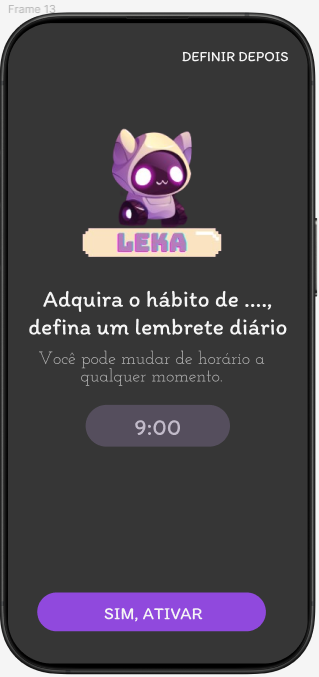 Frame 13
DEFINIR DEPOIS
LEKA
Adquira o hábito de ....,
defina um lembrete diário
Você pode mudar de horário a
qualquer momento.
9:00
SIM, ATIVAR